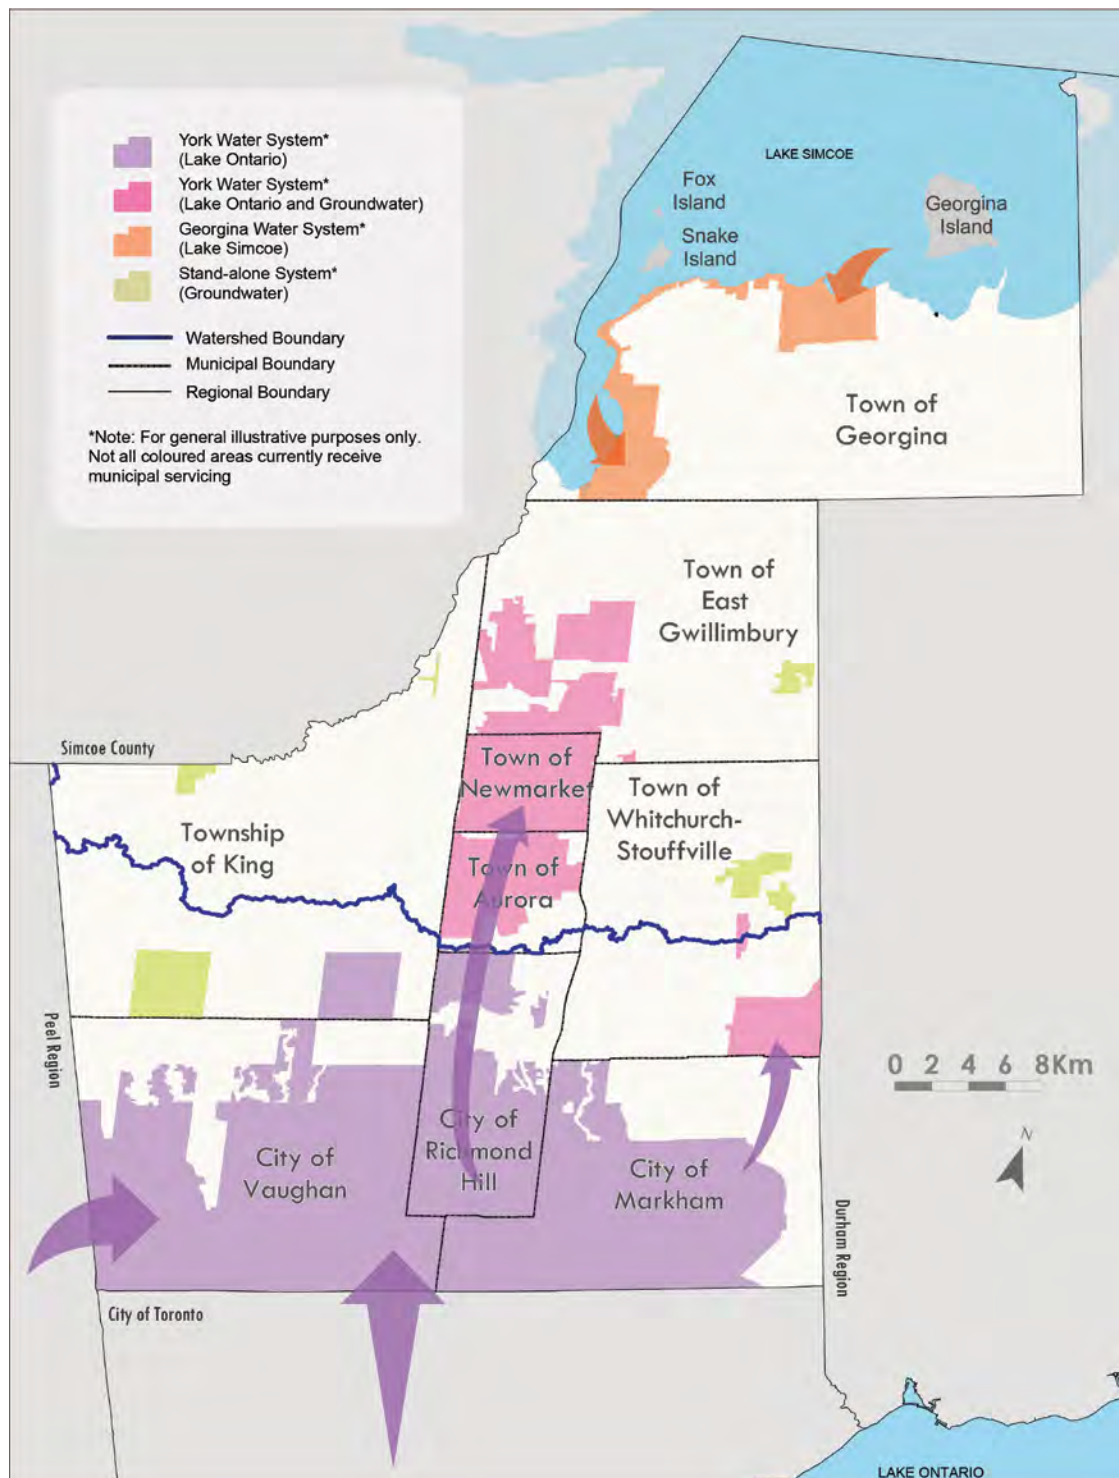 York Water System*
(Lake Ontario)
York Water System*
(Lake Ontario and Groundwater)
Georgina Water System*
(Lake Simcoe)
Stand-alone System*
(Groundwater)
Watershed Boundary
Municipal Boundary
Regional Boundary
*Note: For general illustrative purposes only.
Not all coloured areas currently receive
municipal servicing
LAKE SIMCOE
Fox
Island
Snake
Island
Georgina
Island
Town of
Georgina
Town of
East
Gwillimbury
Simcoe County
Town of
Newmarket
Town of
Whitchurch-
Stouffville
Township
of King
Town of
Aurora
Peel Region
0 2 4 6 8Km
N
City of
Vaughan
City of
Richmond
Hill
City of
Markham
Durham Region
City of Toronto
LAKE ONTARIO